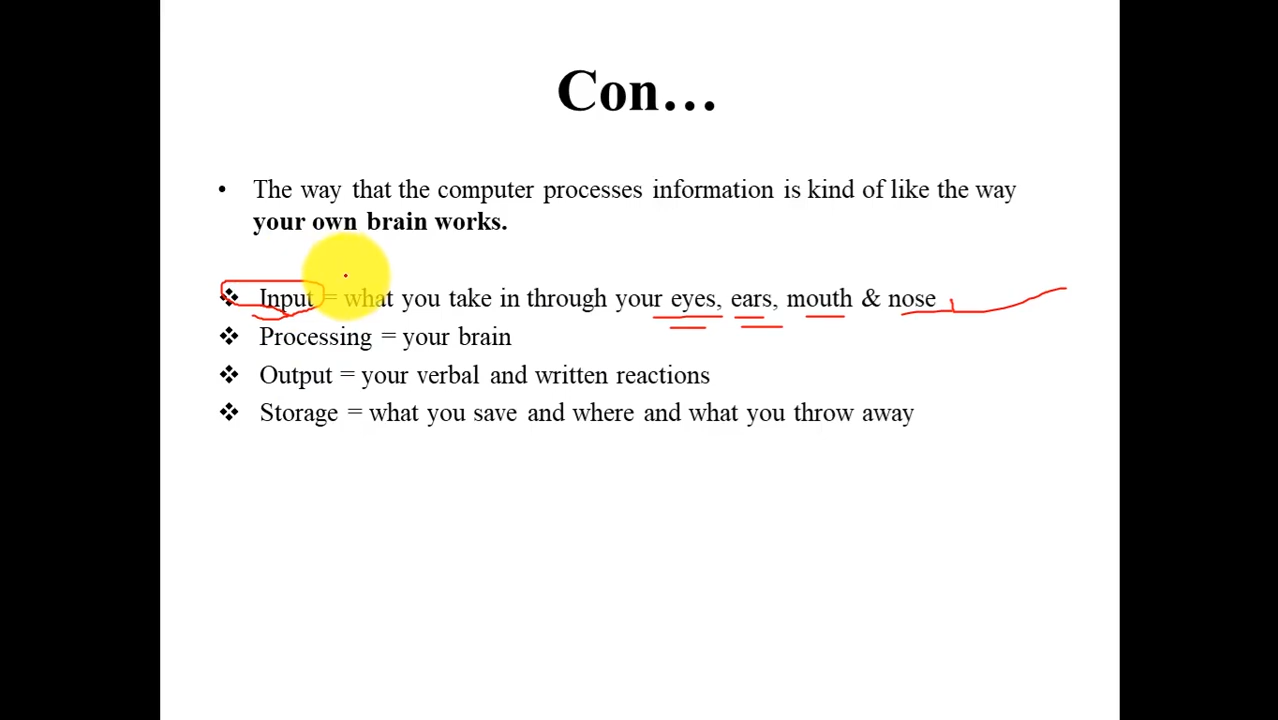 Con…
• The way that the computer processes information is kind of like the way
your own brain works.
❖ Input = what you take in through your eyes, ears, mouth & nose
❖ Processing = your brain
❖ Output = your verbal and written reactions
❖ Storage = what you save and where and what you throw away